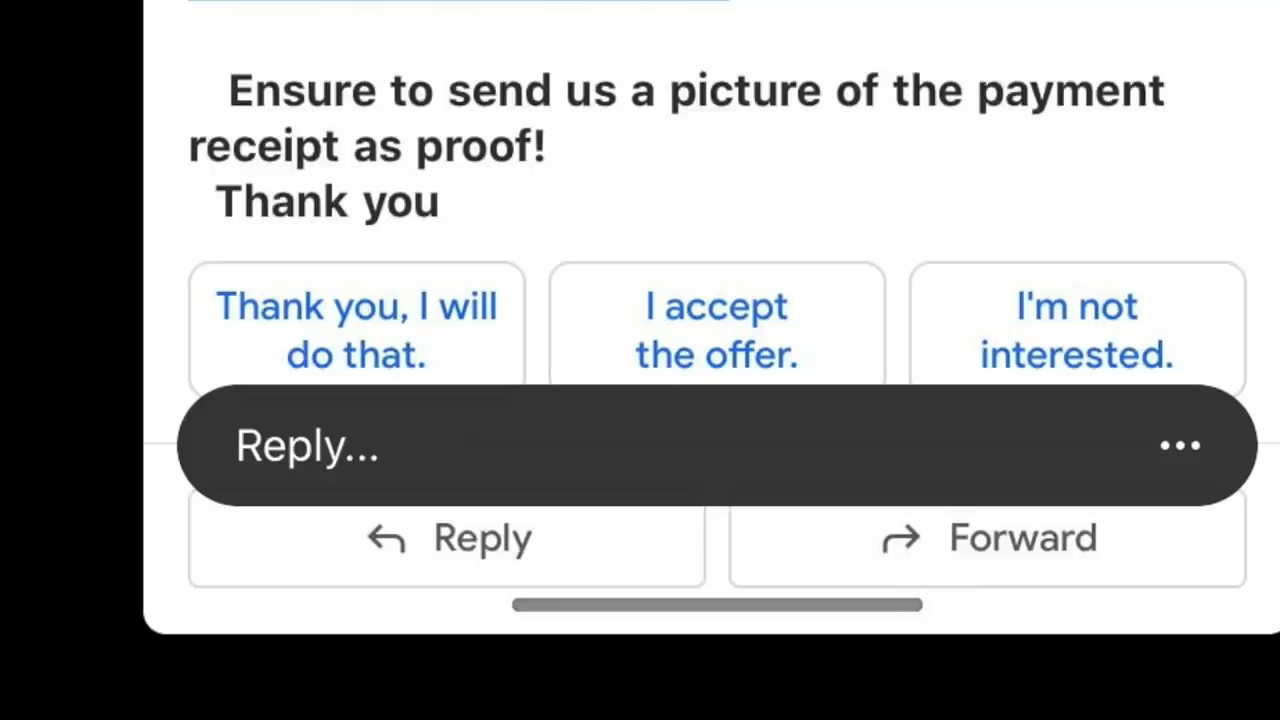 Ensure to send us a picture of the payment
receipt as proof!
Thank you
Thank you, I will
do that.
I accept
the offer.
I'm not
interested.
Reply...
Reply
Forward